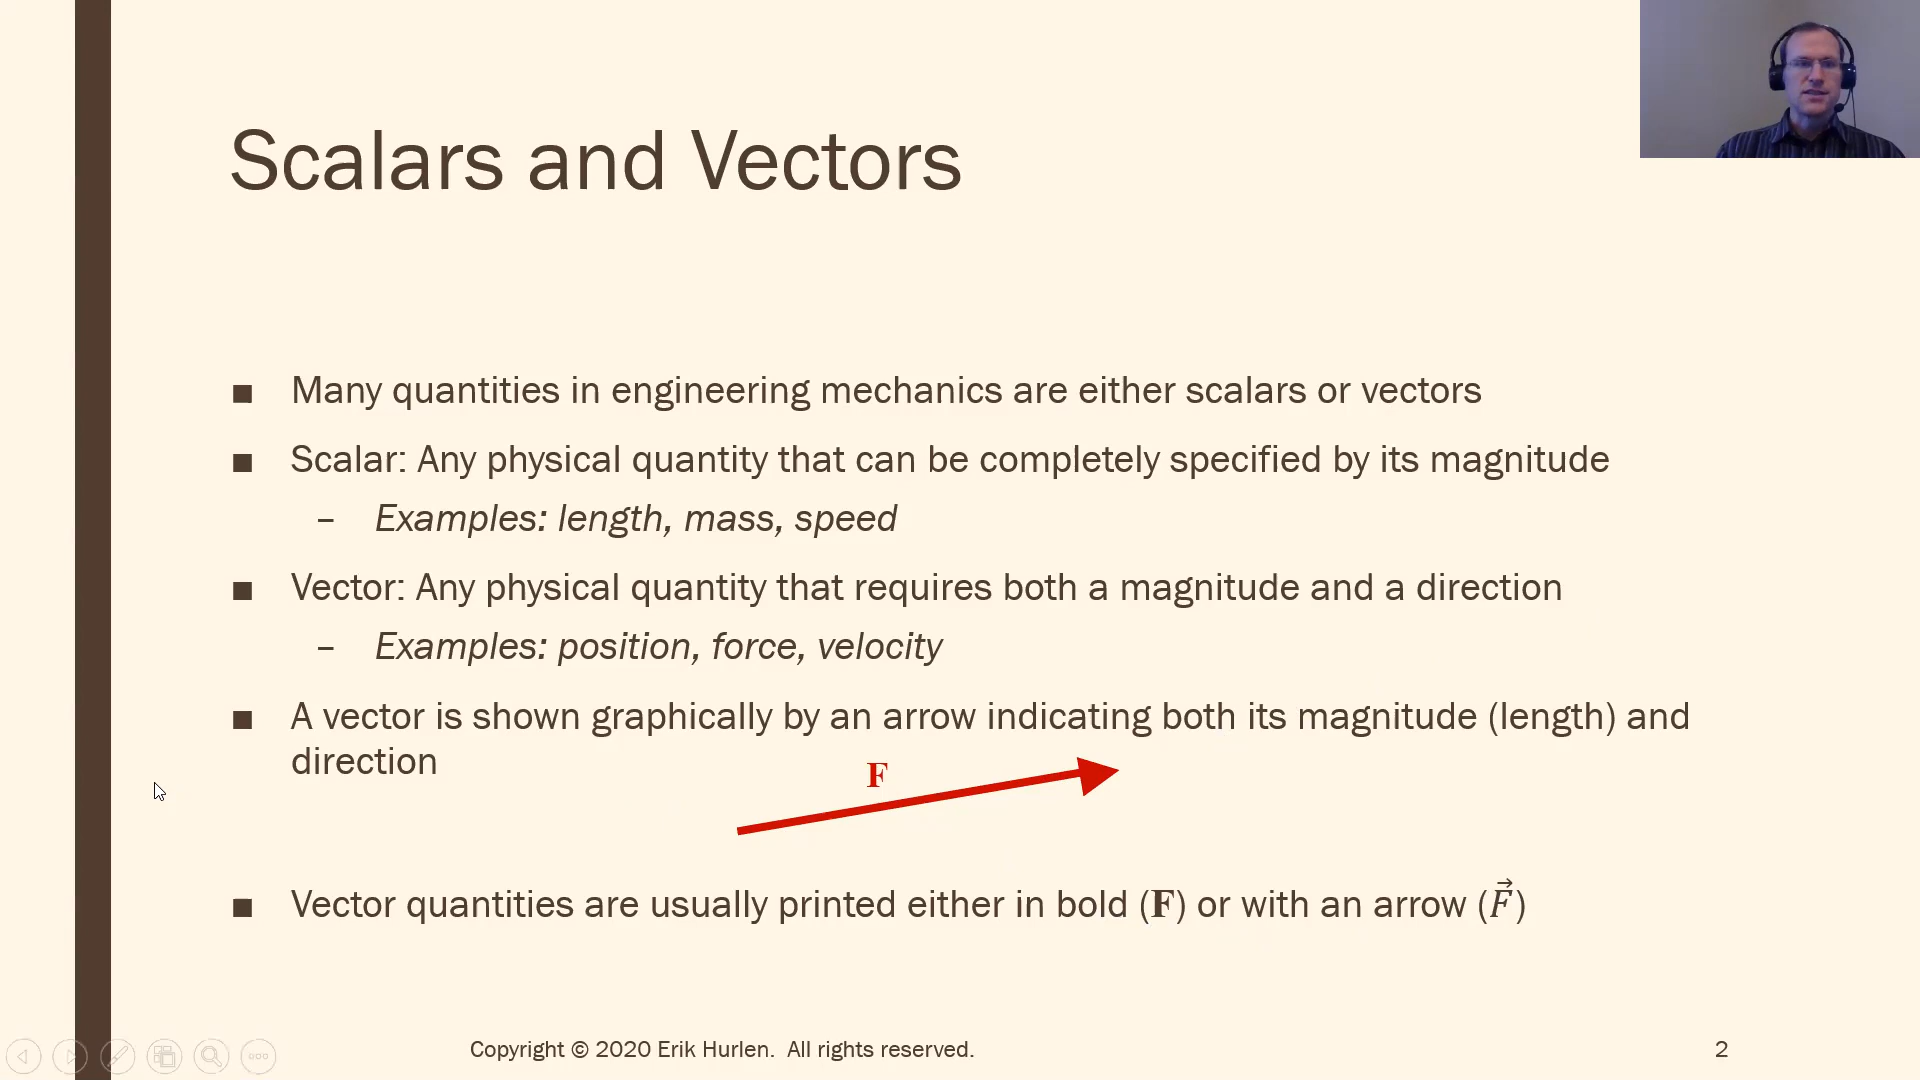 Scalars and Vectors
■ Many quantities in engineering mechanics are either scalars or vectors
■ Scalar: Any physical quantity that can be completely specified by its magnitude
– Examples: length, mass, speed
■ Vector: Any physical quantity that requires both a magnitude and a direction
– Examples: position, force, velocity
■ A vector is shown graphically by an arrow indicating both its magnitude (length) and
direction
F
■ Vector quantities are usually printed either in bold (F) or with an arrow (F⃗)
Copyright © 2020 Erik Hurlen. All rights reserved.
2